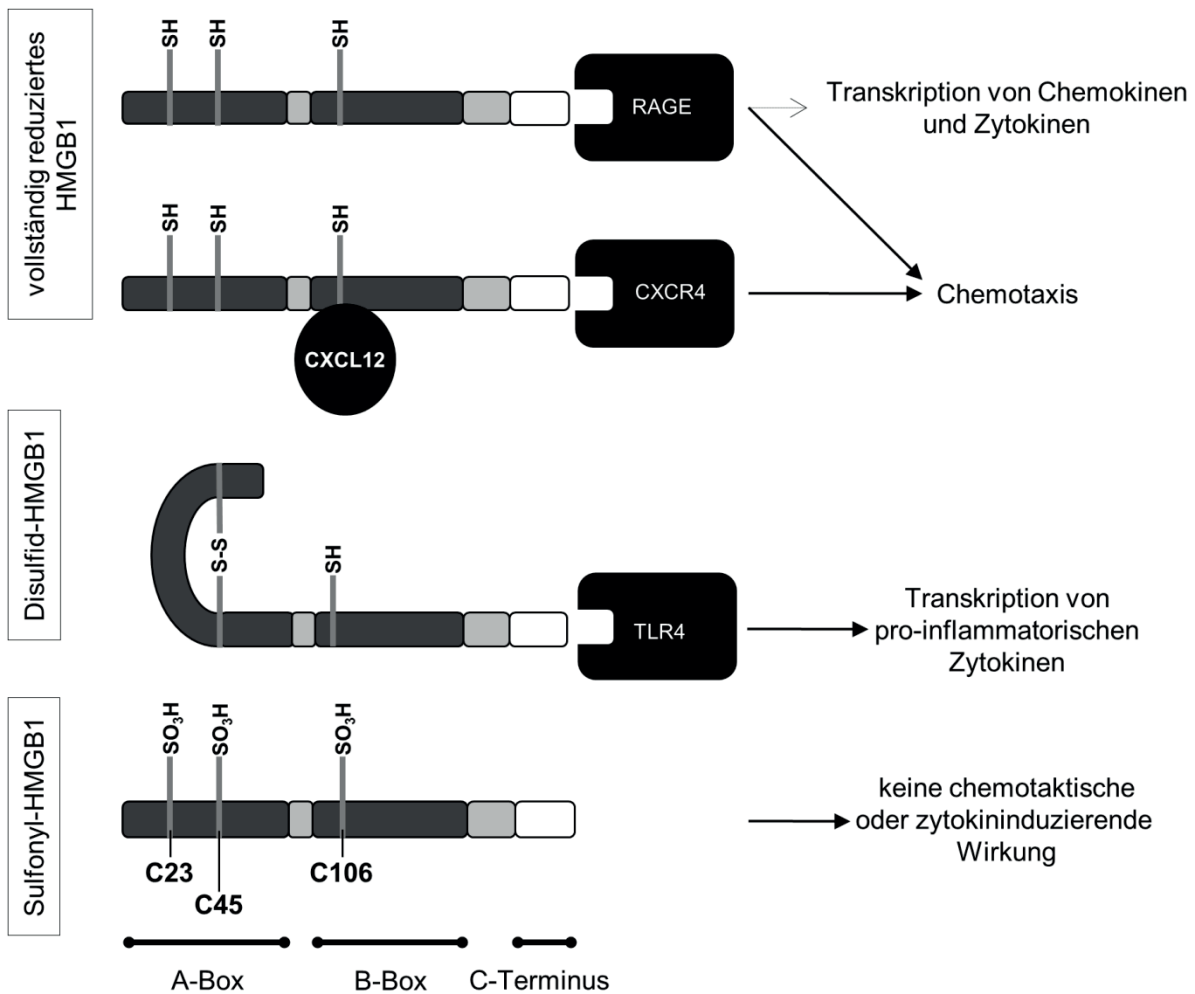 vollständig reduziertes
HMGB1
SH
SH
SH
RAGE
Transkription von Chemokinen
und Zytokinen
SH
SH
SH
CXCL12
CXCR4
Chemotaxis
Disulfid-HMGB1
S-S
SH
TLR4
Transkription von
pro-inflammatorischen
Zytokinen
Sulfonyl-HMGB1
SO₃H
SO₃H
SO₃H
C23
C45
C106
keine chemotaktische
oder zytokininduzierende
Wirkung
A-Box
B-Box
C-Terminus